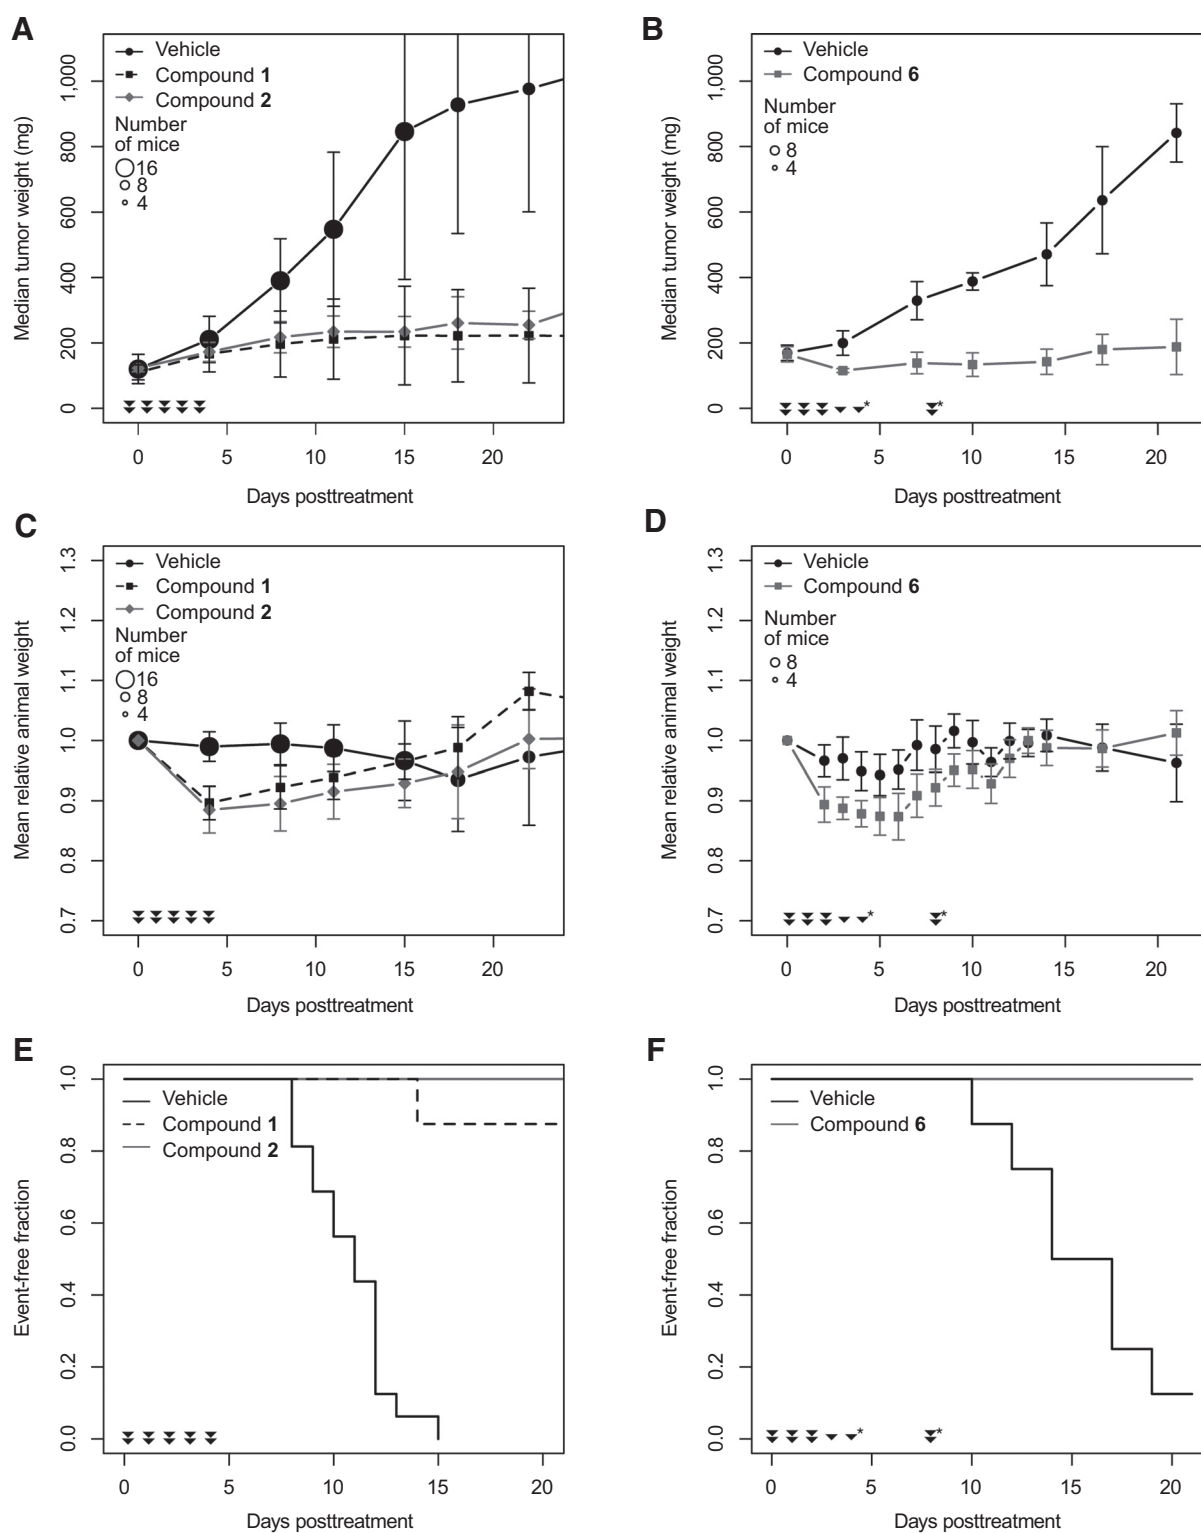 A
Vehicle
Compound 1
Compound 2
Number
of mice
16
8
4
Median tumor weight (mg)
0
200
400
600
800
1,000
0
5
10
15
20
Days posttreatment
B
Vehicle
Compound 6
Number
of mice
8
4
Median tumor weight (mg)
0
200
400
600
800
1,000
*
*
0
5
10
15
20
Days posttreatment
C
Vehicle
Compound 1
Compound 2
Number
of mice
16
8
4
Mean relative animal weight
0.7
0.8
0.9
1.0
1.1
1.2
1.3
0
5
10
15
20
Days posttreatment
D
Vehicle
Compound 6
Number
of mice
8
4
Mean relative animal weight
0.7
0.8
0.9
1.0
1.1
1.2
1.3
*
*
0
5
10
15
20
Days posttreatment
E
Vehicle
Compound 1
Compound 2
Event-free fraction
0.0
0.2
0.4
0.6
0.8
1.0
0
5
10
15
20
Days posttreatment
F
Vehicle
Compound 6
Event-free fraction
0.0
0.2
0.4
0.6
0.8
1.0
*
*
0
5
10
15
20
Days posttreatment